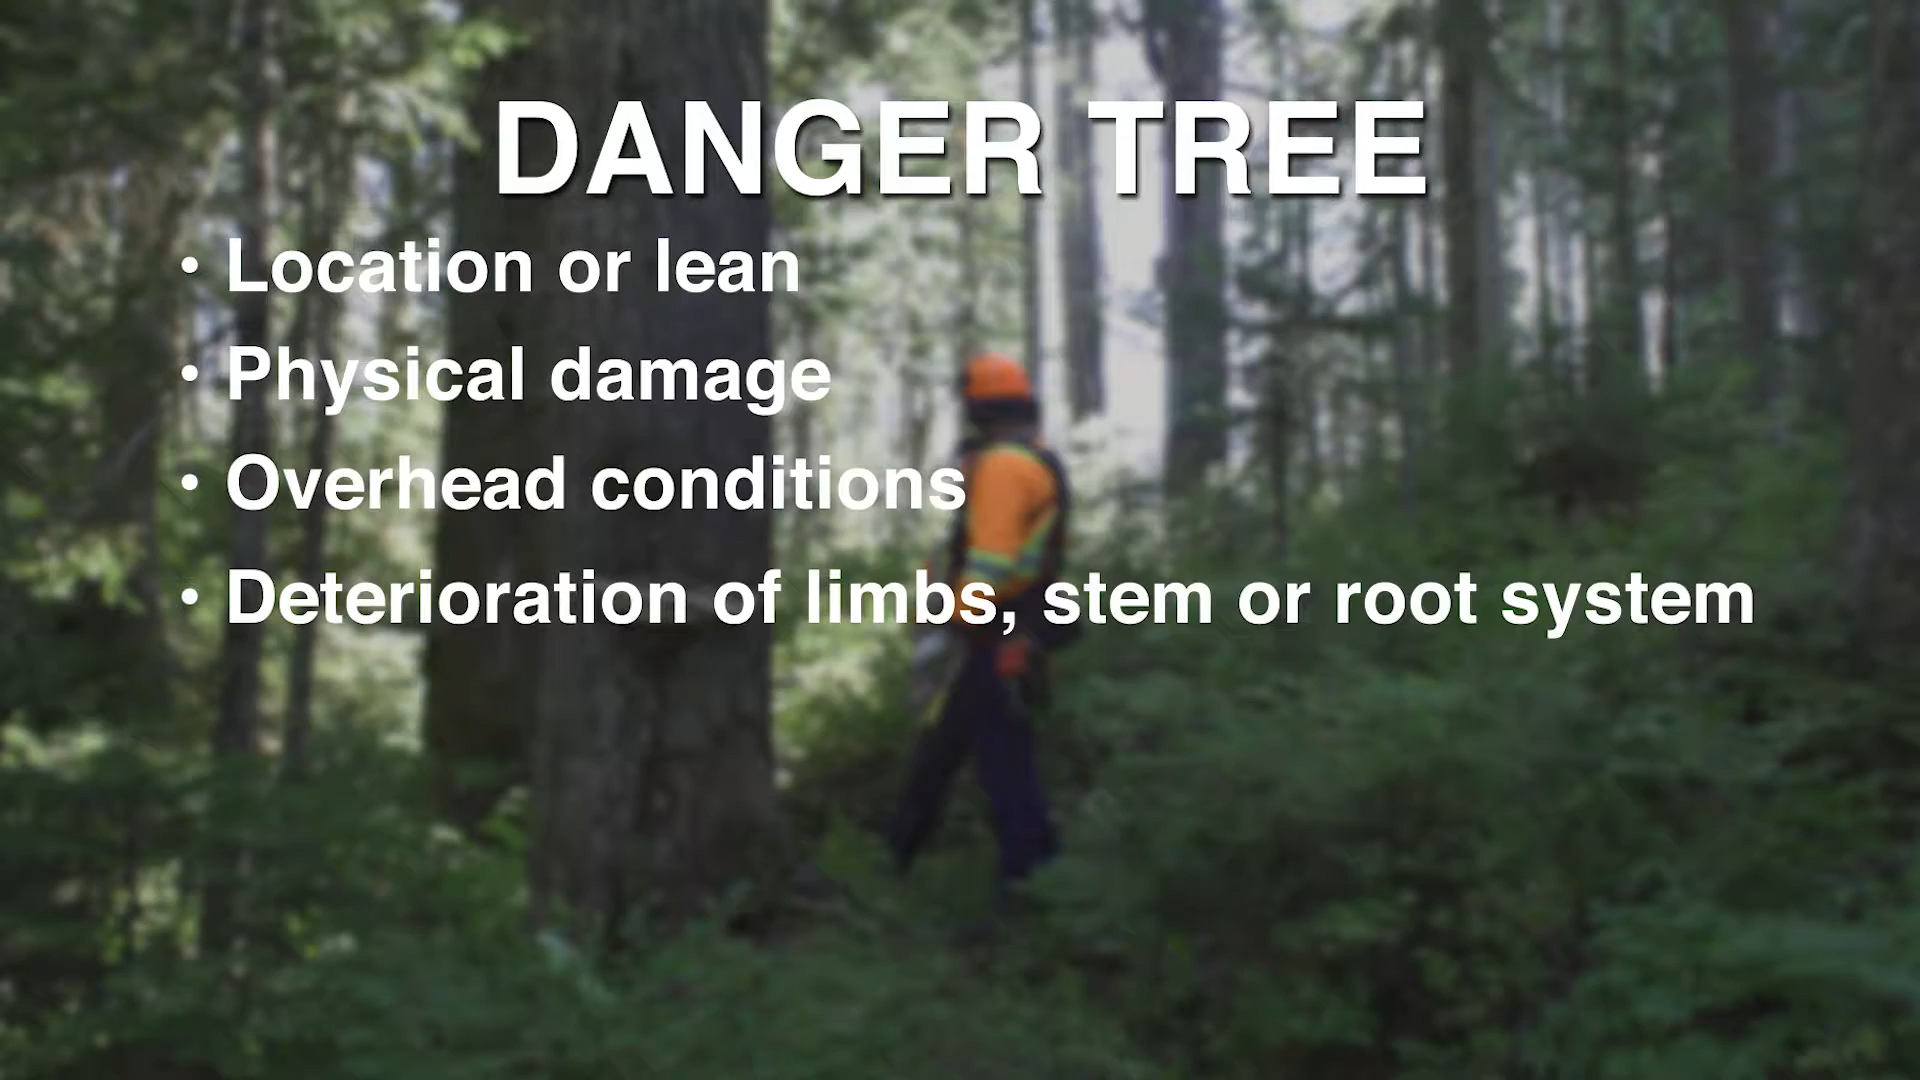 DANGER TREE
• Location or lean
• Physical damage
• Overhead conditions
• Deterioration of limbs, stem or root system